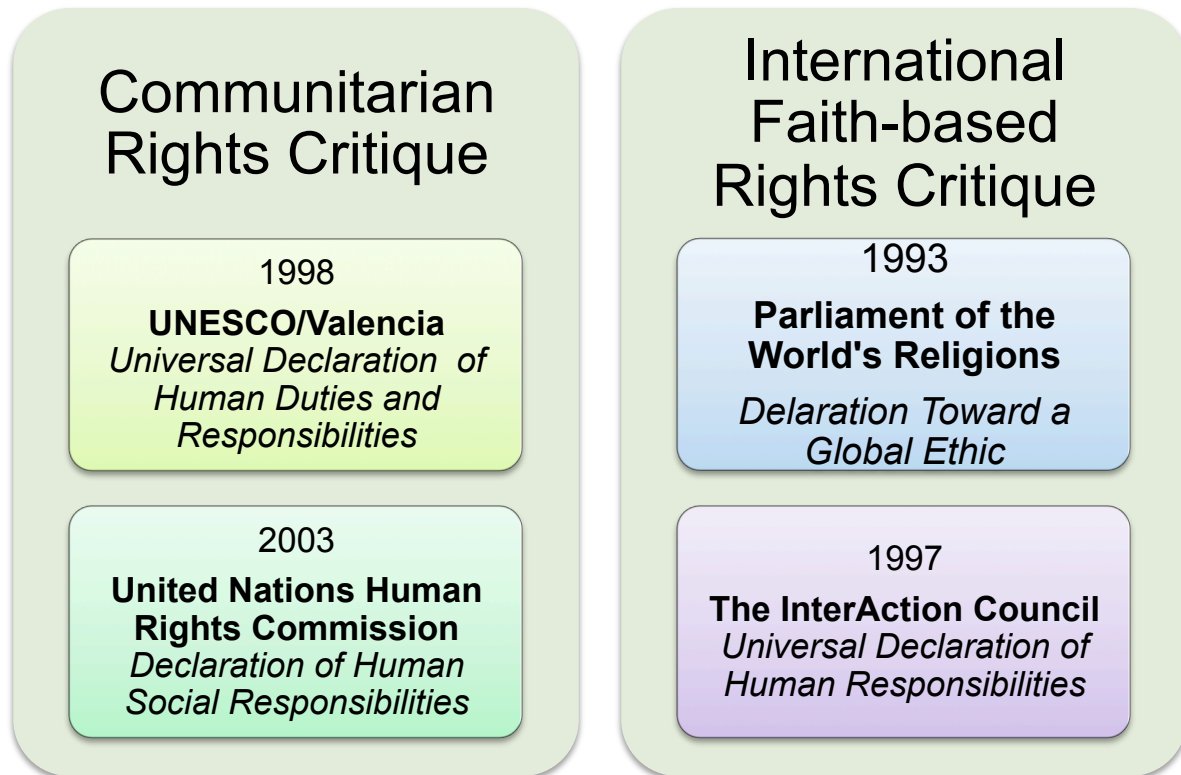 Communitarian
Rights Critique
1998
UNESCO/Valencia
Universal Declaration of
Human Duties and
Responsibilities
2003
United Nations Human
Rights Commission
Declaration of Human
Social Responsibilities
International
Faith-based
Rights Critique
1993
Parliament of the
World's Religions
Delaration Toward a
Global Ethic
1997
The InterAction Council
Universal Declaration of
Human Responsibilities